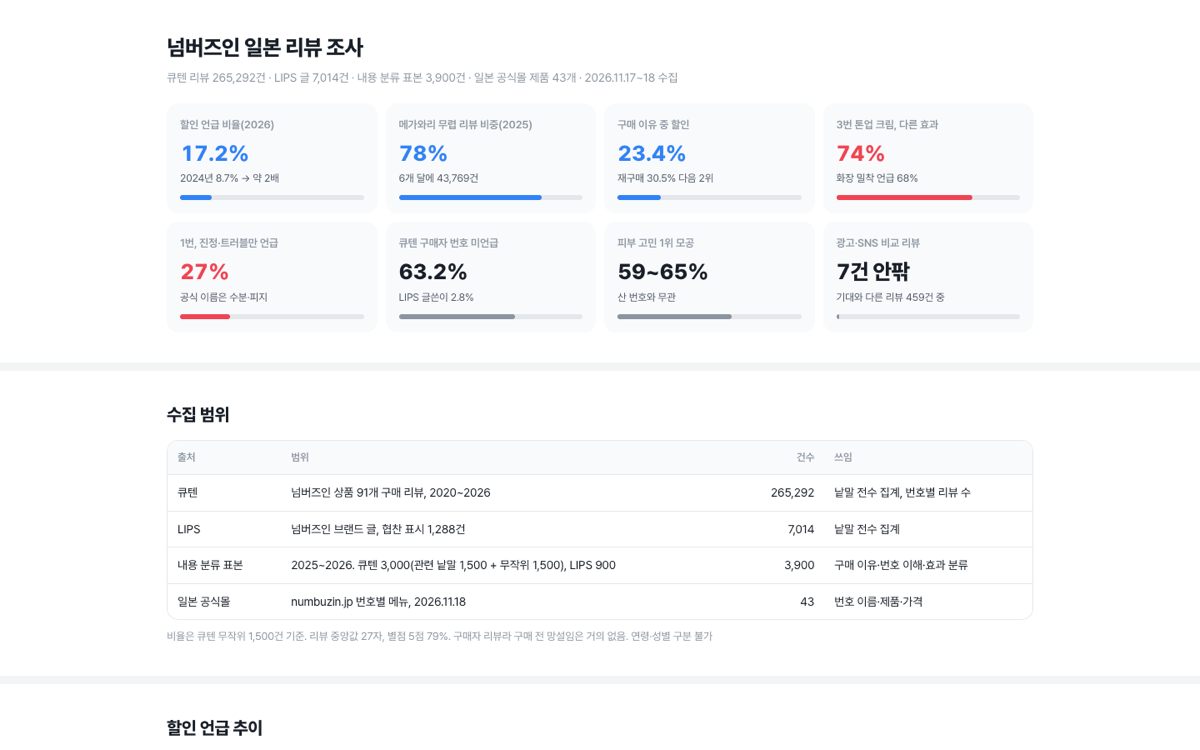 넘버즈인 일본 리뷰 조사
큐텐 리뷰 265,292건 · LIPS 글 7,014건 · 내용 분류 표본 3,900건 · 일본 공식몰 제품 43개 · 2026.11.17~18 수집
할인 언급 비율(2026)
17.2%
2024년 8.7% → 약 2배
메가와리 무렵 리뷰 비중(2025)
78%
6개 달에 43,769건
구매 이유 중 할인
23.4%
재구매 30.5% 다음 2위
3번 톤업 크림, 다른 효과
74%
화장 밀착 언급 68%
1번, 진정·트러블만 언급
27%
공식 이름은 수분·피지
큐텐 구매자 번호 미언급
63.2%
LIPS 글쓴이 2.8%
피부 고민 1위 모공
59~65%
산 번호와 무관
광고·SNS 비교 리뷰
7건 안팎
기대와 다른 리뷰 459건 중
수집 범위
출처 범위 건수 쓰임
큐텐 넘버즈인 상품 91개 구매 리뷰, 2020~2026 265,292 낱말 전수 집계, 번호별 리뷰 수
LIPS 넘버즈인 브랜드 글, 협찬 표시 1,288건 7,014 낱말 전수 집계
내용 분류 표본 2025~2026. 큐텐 3,000(관련 낱말 1,500 + 무작위 1,500), LIPS 900 3,900 구매 이유·번호 이해·효과 분류
일본 공식몰 numbuzin.jp 번호별 메뉴, 2026.11.18 43 번호 이름·제품·가격
비율은 큐텐 무작위 1,500건 기준. 리뷰 중앙값 27자, 별점 5점 79%. 구매자 리뷰라 구매 전 망설임은 거의 없음. 연령·성별 구분 불가
할인 언급 추이